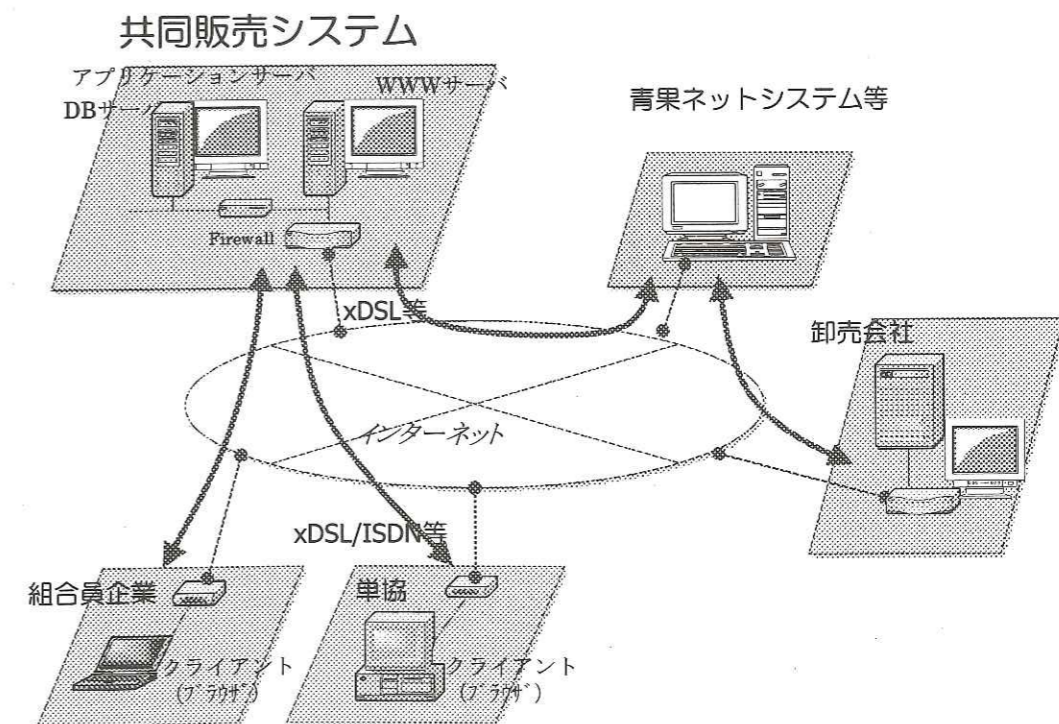 共同販売システム
アプリケーションサーバ
WWWサーバ
DBサーバ
青果ネットシステム等
Firewall
xDSL等
卸売会社
インターネット
xDSL/ISDN等
組合員企業
単協
クライアント
(ﾌﾞﾗｳｻﾞ)
クライアント
(ﾌﾞﾗｳｻﾞ)